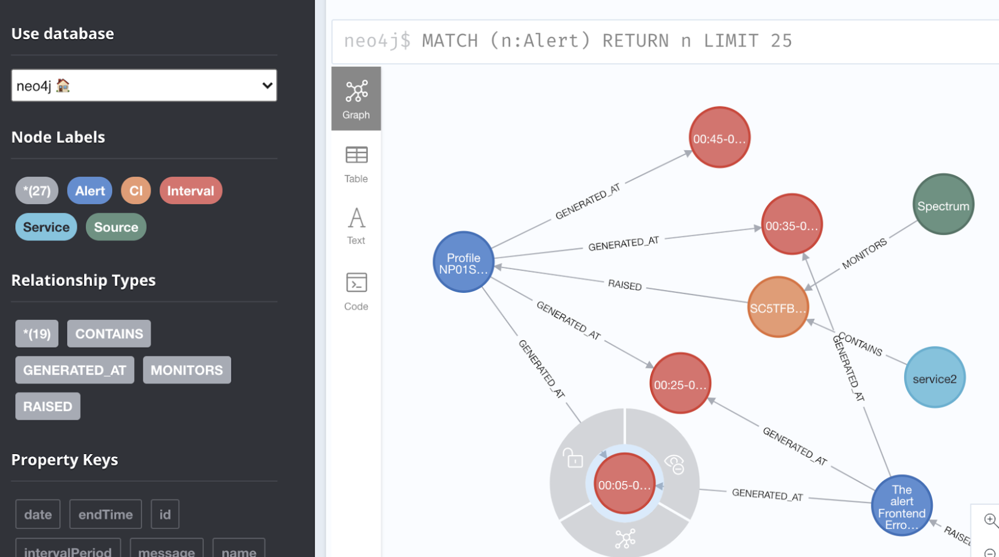 Use database
neo4j
Node Labels
*(27)
Alert
CI
Interval
Service
Source
Relationship Types
*(19)
CONTAINS
GENERATED_AT
MONITORS
RAISED
Property Keys
date
endTime
id
intervalPeriod
message
name
neo4j$ MATCH (n:Alert) RETURN n LIMIT 25
Graph
Table
Text
Code
00:45-0...
GENERATED_AT
Spectrum
00:35-0...
GENERATED_AT
MONITORS
Profile
NP01S...
RAISED
SC5TFB...
GENERATED_AT
CONTAINS
GENERATED_AT
GENERATED_AT
service2
00:25-0...
GENERATED_AT
00:05-0...
GENERATED_AT
The
alert
Frontend
Erro...